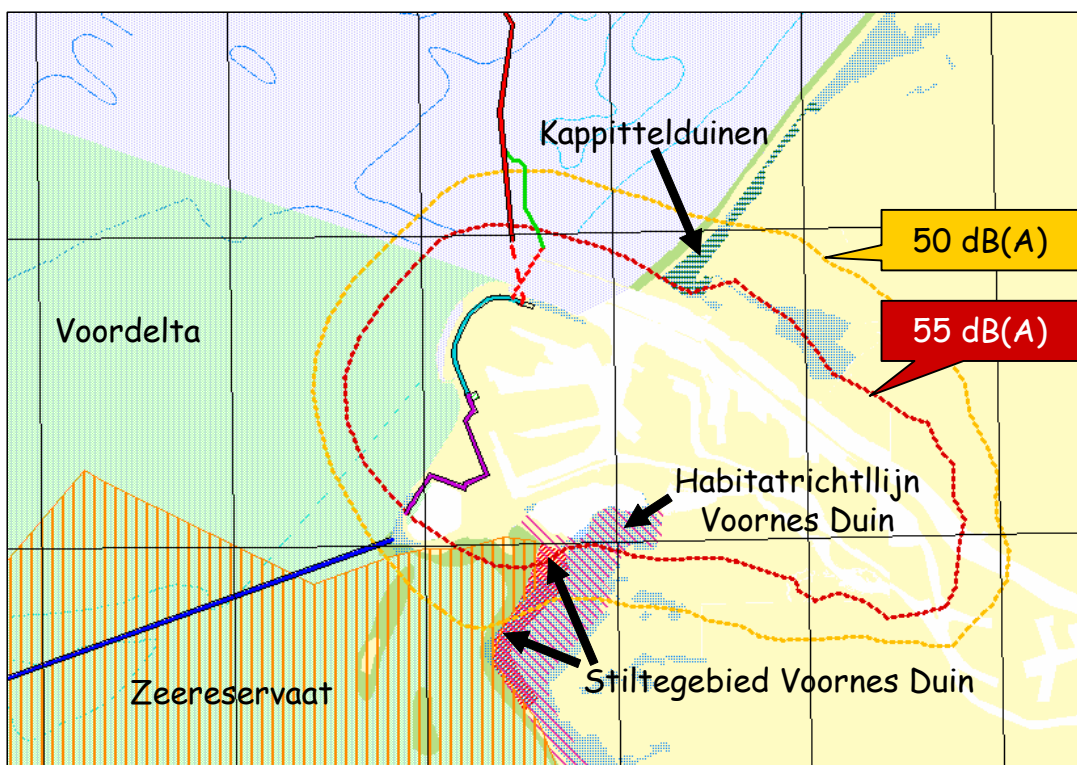 Kappittelduinen
50 dB(A)
Voordelta
55 dB(A)
Habitatrichtllijn
Voornes Duin
Stiltegebied Voornes Duin
Zeereservaat